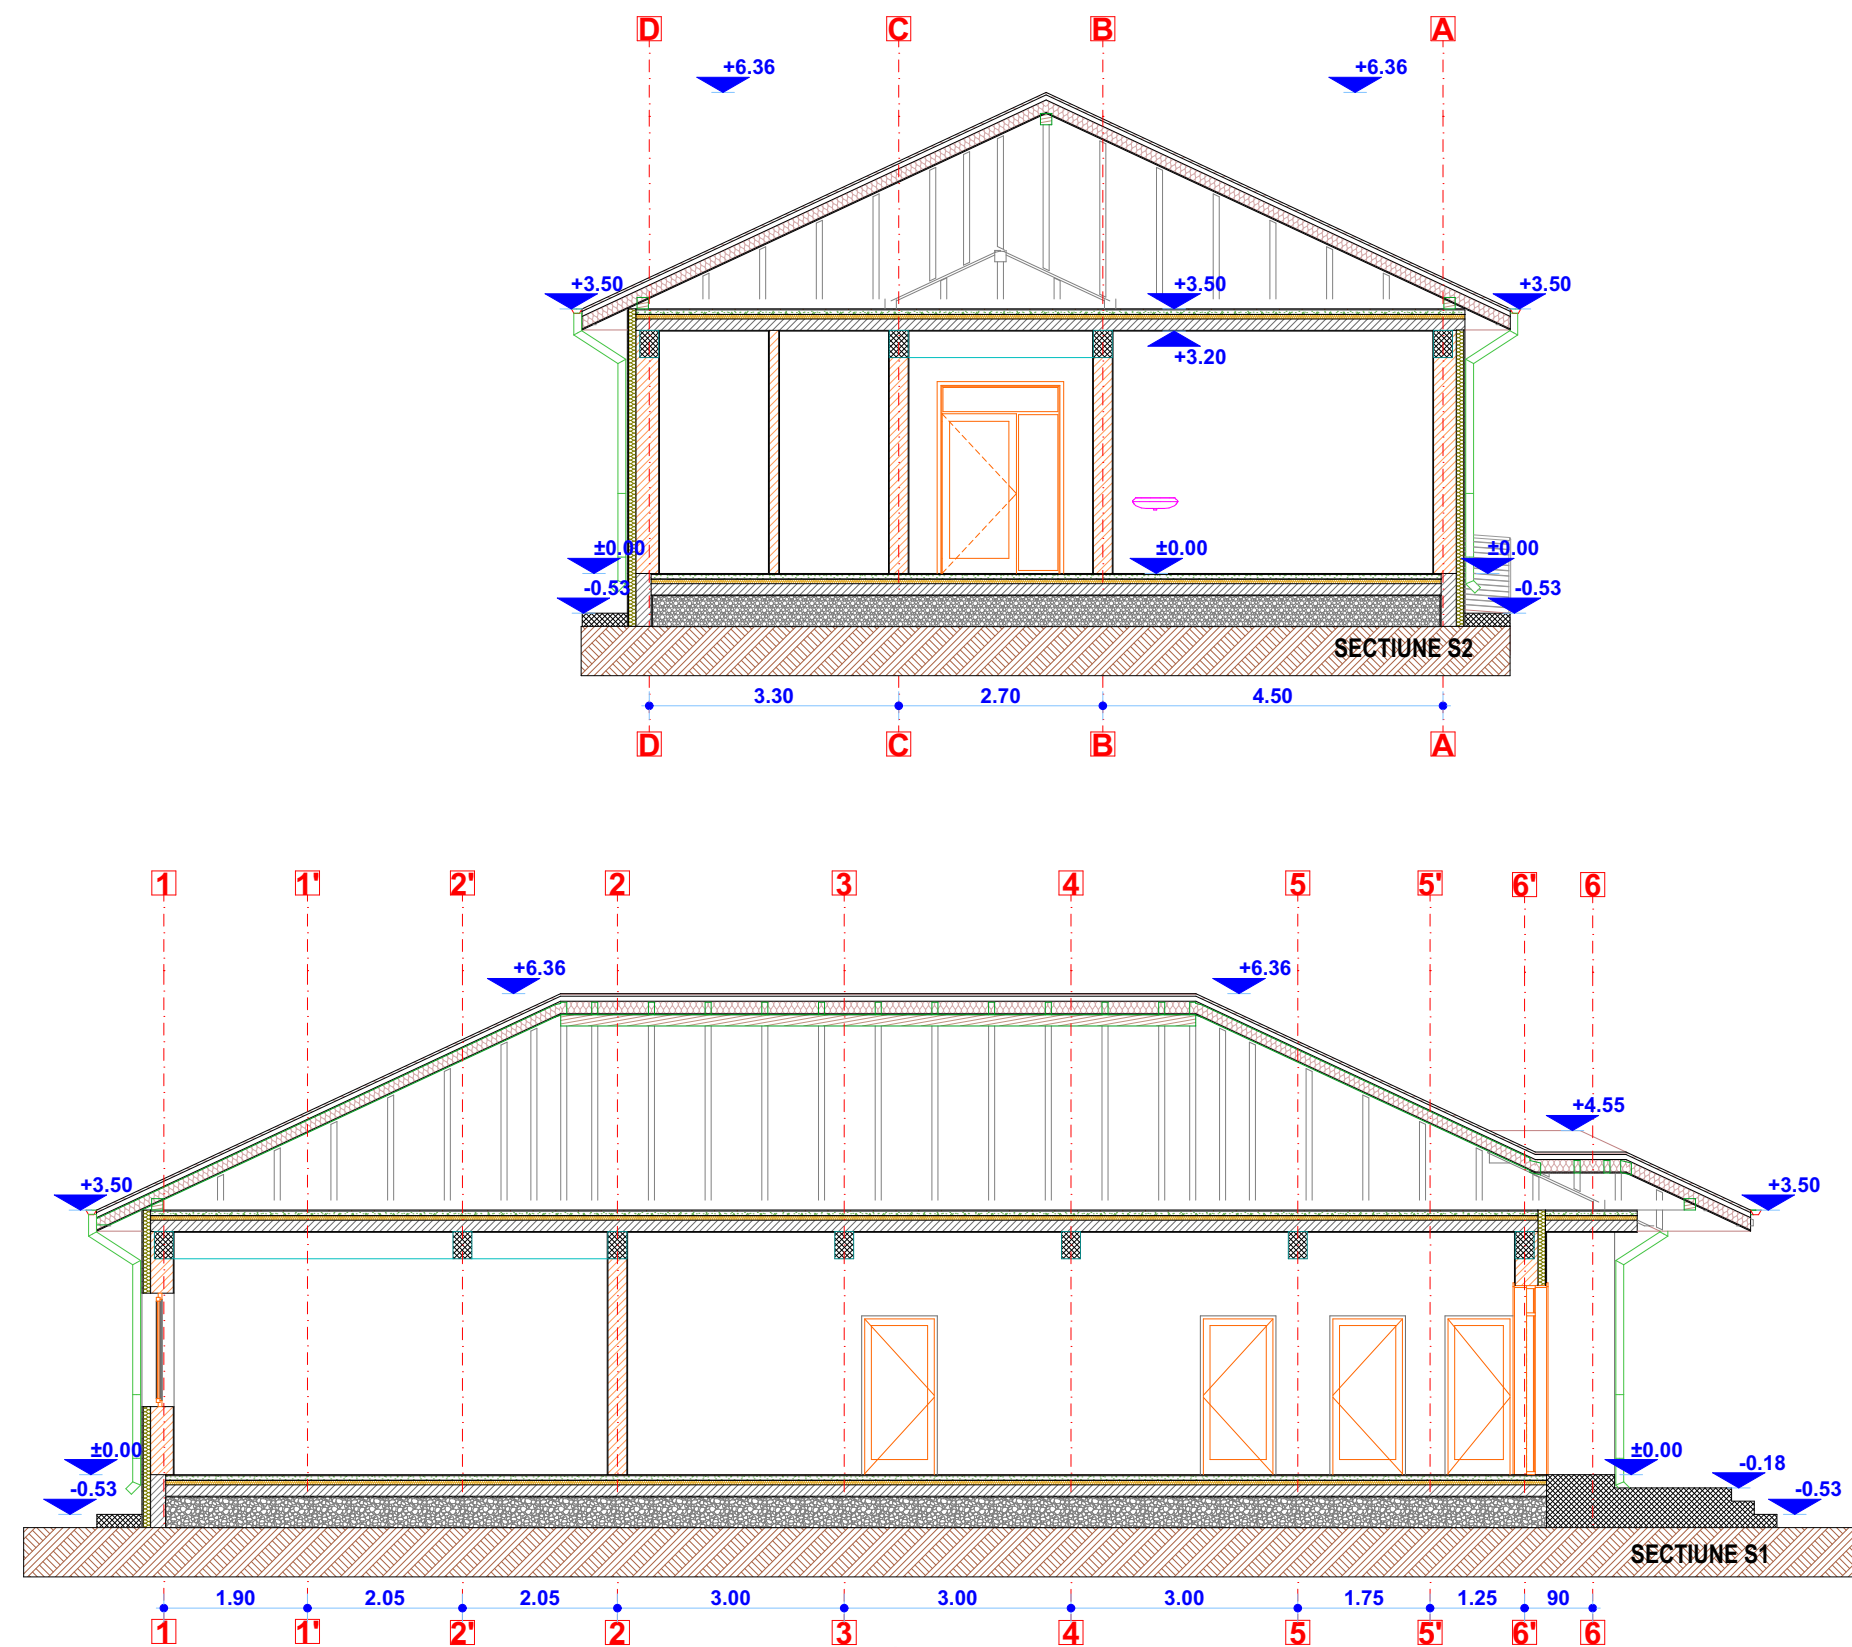 D C B A
+6.36 +6.36
+3.50 +3.50 +3.50
+3.20
±0.00 ±0.00 ±0.00
-0.53 -0.53
SECTIUNE S2
3.30 2.70 4.50
D C B A
1 1' 2' 2 3 4 5 5' 6' 6
+6.36 +6.36
+4.55
+3.50 +3.50
±0.00 ±0.00
-0.18
-0.53 -0.53
SECTIUNE S1
1.90 2.05 2.05 3.00 3.00 3.00 1.75 1.25 90
1 1' 2' 2 3 4 5 5' 6' 6